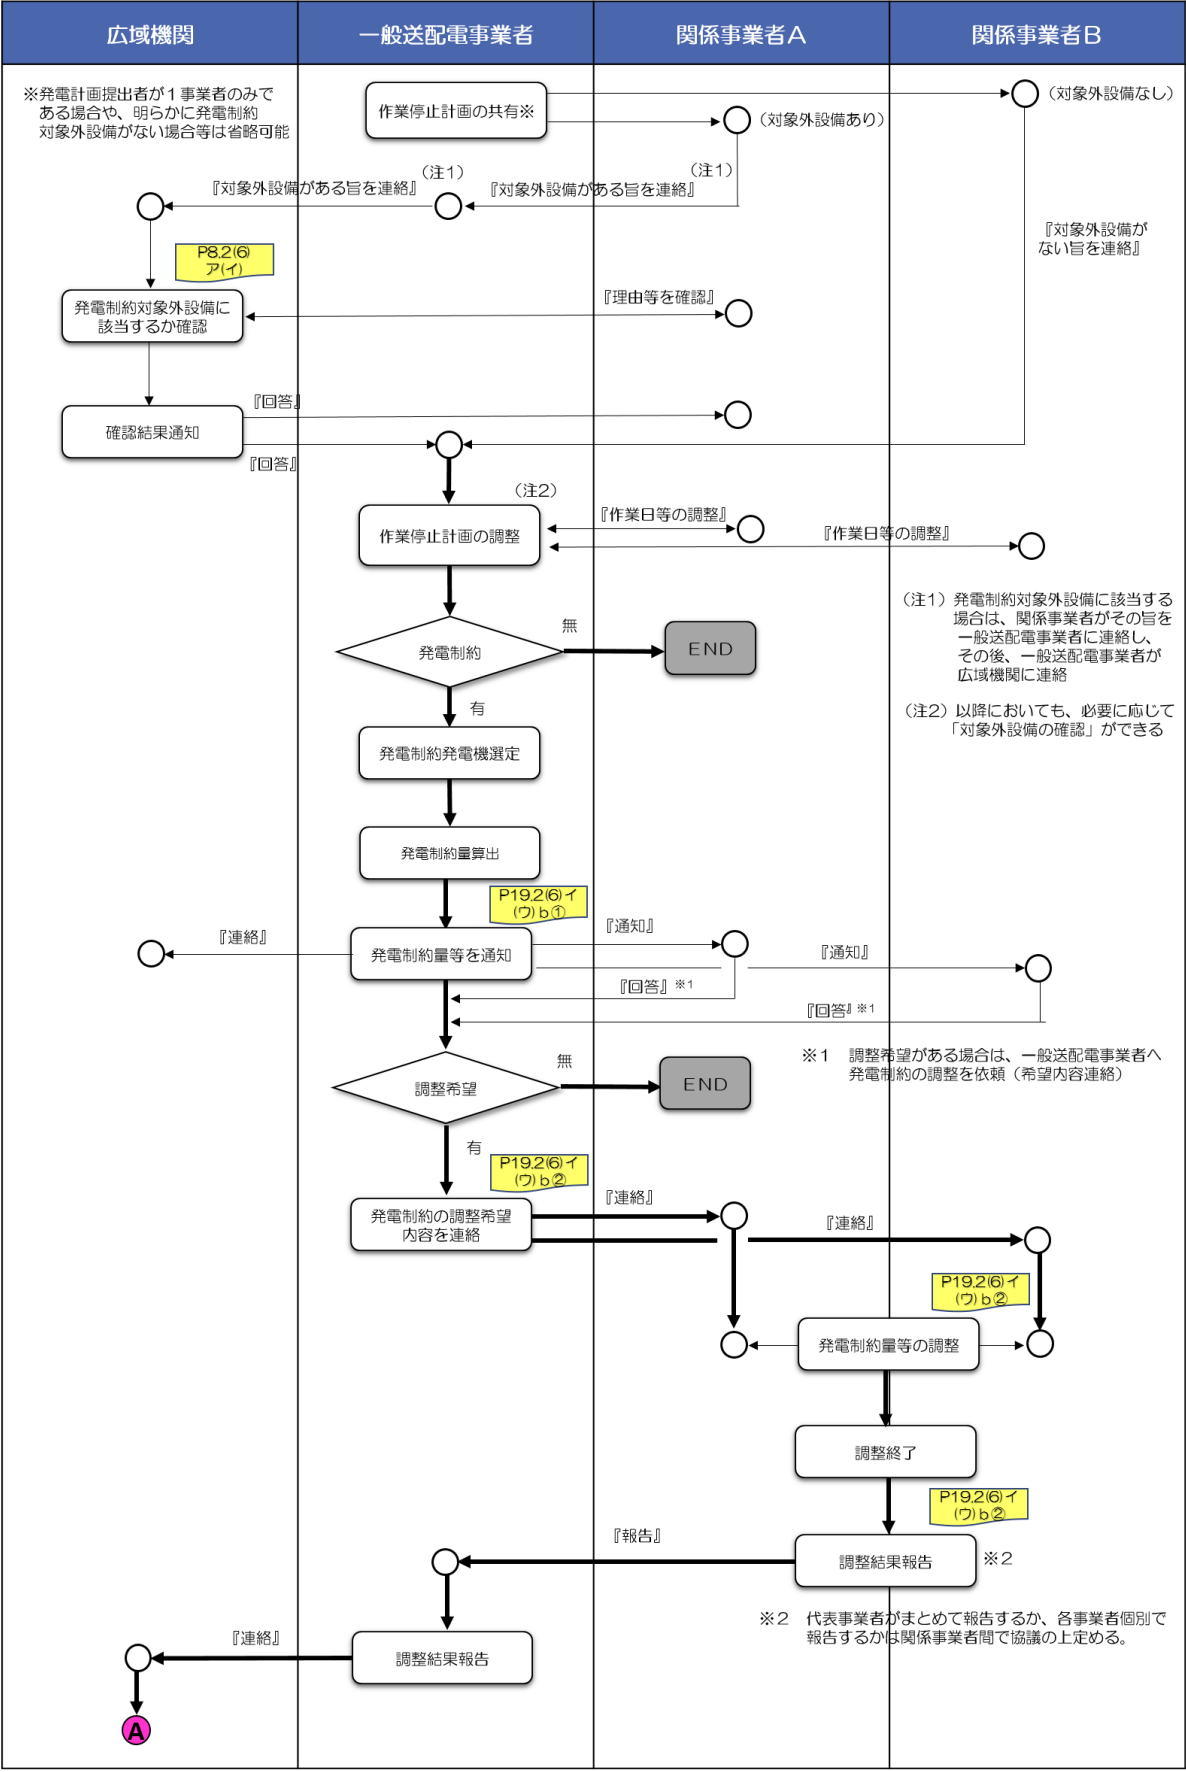 広域機関
一般送配電事業者
関係事業者A
関係事業者B
※発電計画提出者が１事業者のみで
ある場合や、明らかに発電制約
対象外設備がない場合等は省略可能
作業停止計画の共有※
（対象外設備なし）
（対象外設備あり）
（注1）
（注1）
『対象外設備がある旨を連絡』
『対象外設備がある旨を連絡』
『対象外設備が
ない旨を連絡』
P8.2(6)
ア(イ)
発電制約対象外設備に
該当するか確認
『理由等を確認』
『回答』
確認結果通知
『回答』
（注2）
作業停止計画の調整
『作業日等の調整』
『作業日等の調整』
（注1）発電制約対象外設備に該当する
場合は、関係事業者がその旨を
一般送配電事業者に連絡し、
その後、一般送配電事業者が
広域機関に連絡
（注2）以降においても、必要に応じて
「対象外設備の確認」ができる
発電制約
無
END
有
発電制約発電機選定
発電制約量算出
P19.2(6)イ
(ウ)ｂ①
発電制約量等を通知
『連絡』
『通知』
『通知』
『回答』※1
『回答』※1
※1　調整希望がある場合は、一般送配電事業者へ
発電制約の調整を依頼（希望内容連絡）
調整希望
無
END
有
P19.2(6)イ
(ウ)ｂ②
発電制約の調整希望
内容を連絡
『連絡』
『連絡』
P19.2(6)イ
(ウ)ｂ②
発電制約量等の調整
調整終了
P19.2(6)イ
(ウ)ｂ②
『報告』
調整結果報告
※2
※2　代表事業者がまとめて報告するか、各事業者個別で
報告するかは関係事業者間で協議の上定める。
『連絡』
調整結果報告
A